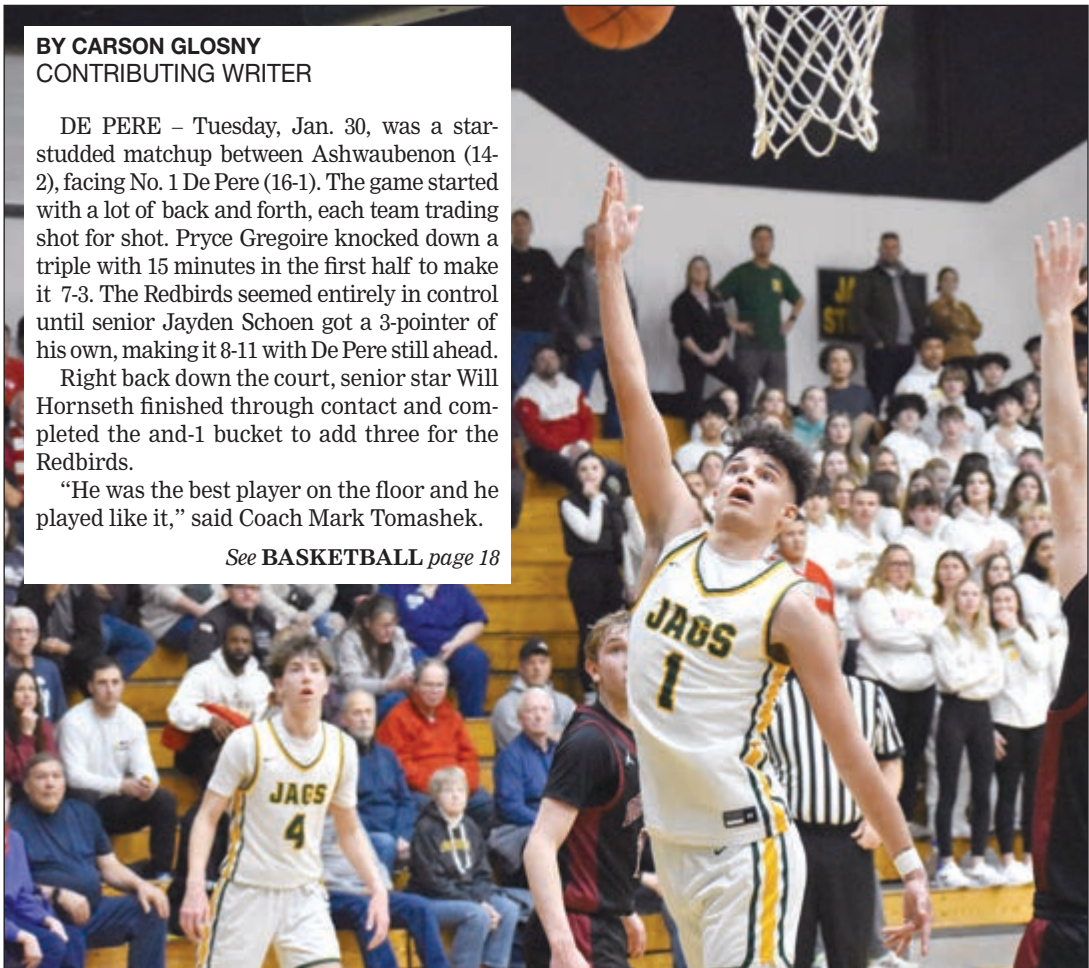 BY CARSON GLOSNY
CONTRIBUTING WRITER
DE PERE – Tuesday, Jan. 30, was a star-
studded matchup between Ashwaubenon (14-
2), facing No. 1 De Pere (16-1). The game started
with a lot of back and forth, each team trading
shot for shot. Pryce Gregoire knocked down a
triple with 15 minutes in the first half to make
it 7-3. The Redbirds seemed entirely in control
until senior Jayden Schoen got a 3-pointer of
his own, making it 8-11 with De Pere still ahead.
Right back down the court, senior star Will
Hornseth finished through contact and com-
pleted the and-1 bucket to add three for the
Redbirds.
“He was the best player on the floor and he
played like it,” said Coach Mark Tomashek.
See BASKETBALL page 18
JAGS
1
JAGS
4